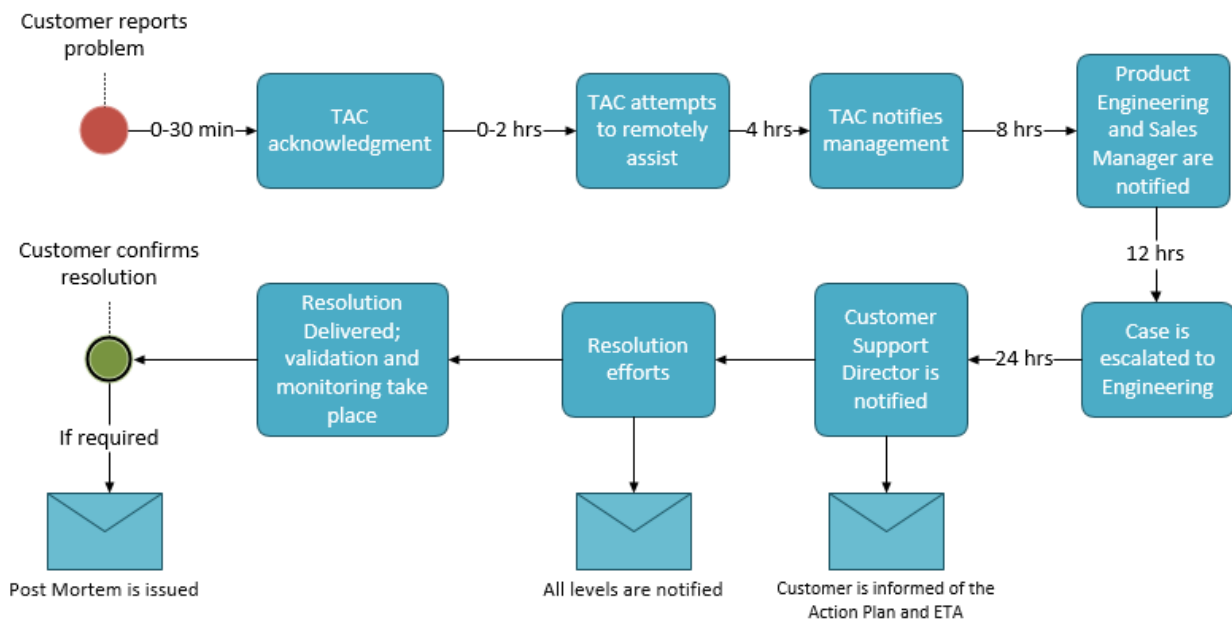 Customer reports
problem
0-30 min
TAC
acknowledgment
0-2 hrs
TAC attempts
to remotely
assist
4 hrs
TAC notifies
management
8 hrs
Product
Engineering
and Sales
Manager are
notified
12 hrs
Case is
escalated to
Engineering
24 hrs
Customer
Support
Director is
notified
Customer is informed of the
Action Plan and ETA
Resolution
efforts
All levels are notified
Resolution
Delivered;
validation and
monitoring take
place
Customer confirms
resolution
If required
Post Mortem is issued